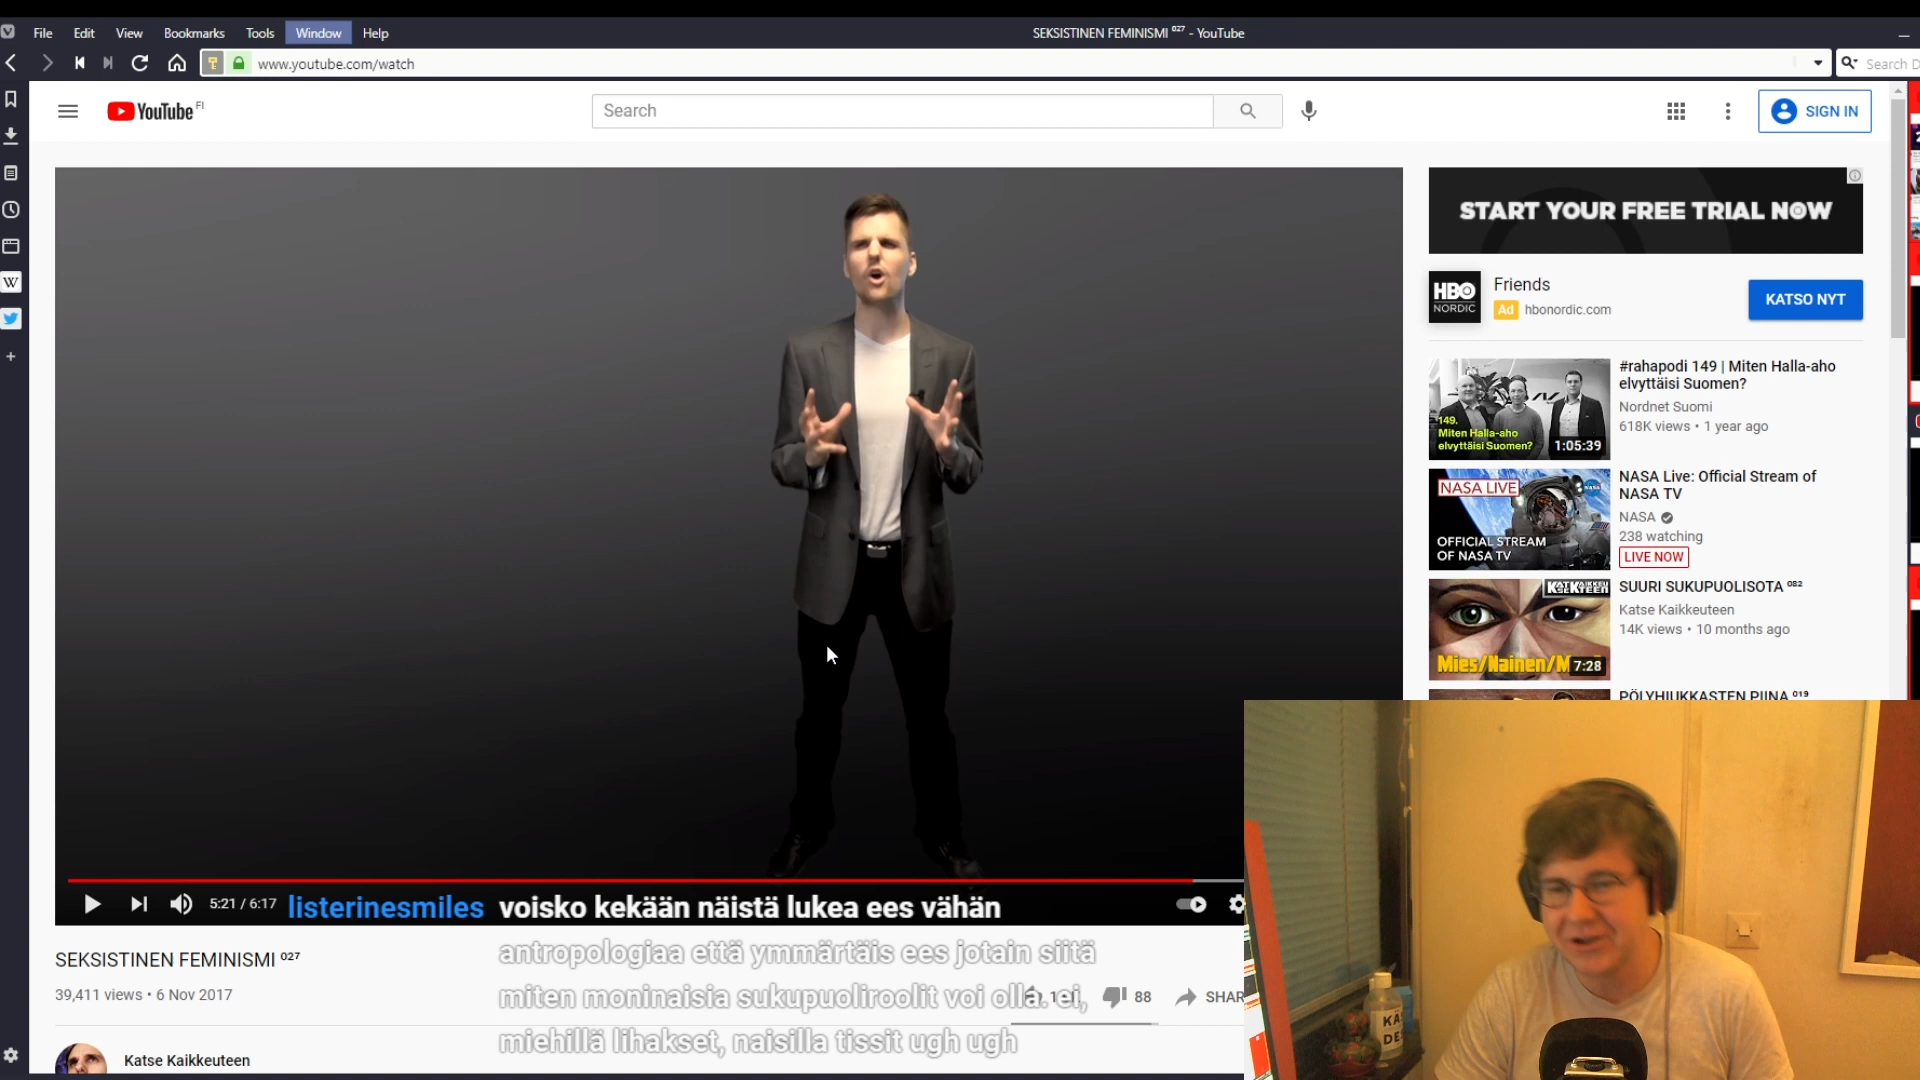 File Edit View Bookmarks Tools Window Help
SEKSISTINEN FEMINISMI ⁰²⁷ - YouTube
www.youtube.com/watch
Search D
YouTube FI
Search
SIGN IN
START YOUR FREE TRIAL NOW
HBO
NORDIC
Friends
Ad hbonordic.com
KATSO NYT
149.
Miten Halla-aho
elvyttäisi Suomen?
1:05:39
#rahapodi 149 | Miten Halla-aho
elvyttäisi Suomen?
Nordnet Suomi
618K views • 1 year ago
NASA LIVE
OFFICIAL STREAM
OF NASA TV
NASA Live: Official Stream of
NASA TV
NASA
238 watching
LIVE NOW
Mies/Nainen/M
7:28
SUURI SUKUPUOLISOTA ⁰⁸²
Katse Kaikkeuteen
14K views • 10 months ago
PÖLYHIUKKASTEN PIINA ⁰¹⁹
5:21 / 6:17
listerinesmiles voisko kekään näistä lukea ees vähän
antropologiaa että ymmärtäis ees jotain siitä
miten moninaisia sukupuoliroolit voi olla. ei,
miehillä lihakset, naisilla tissit ugh ugh
SEKSISTINEN FEMINISMI ⁰²⁷
39,411 views • 6 Nov 2017
88
SHAR
Katse Kaikkeuteen